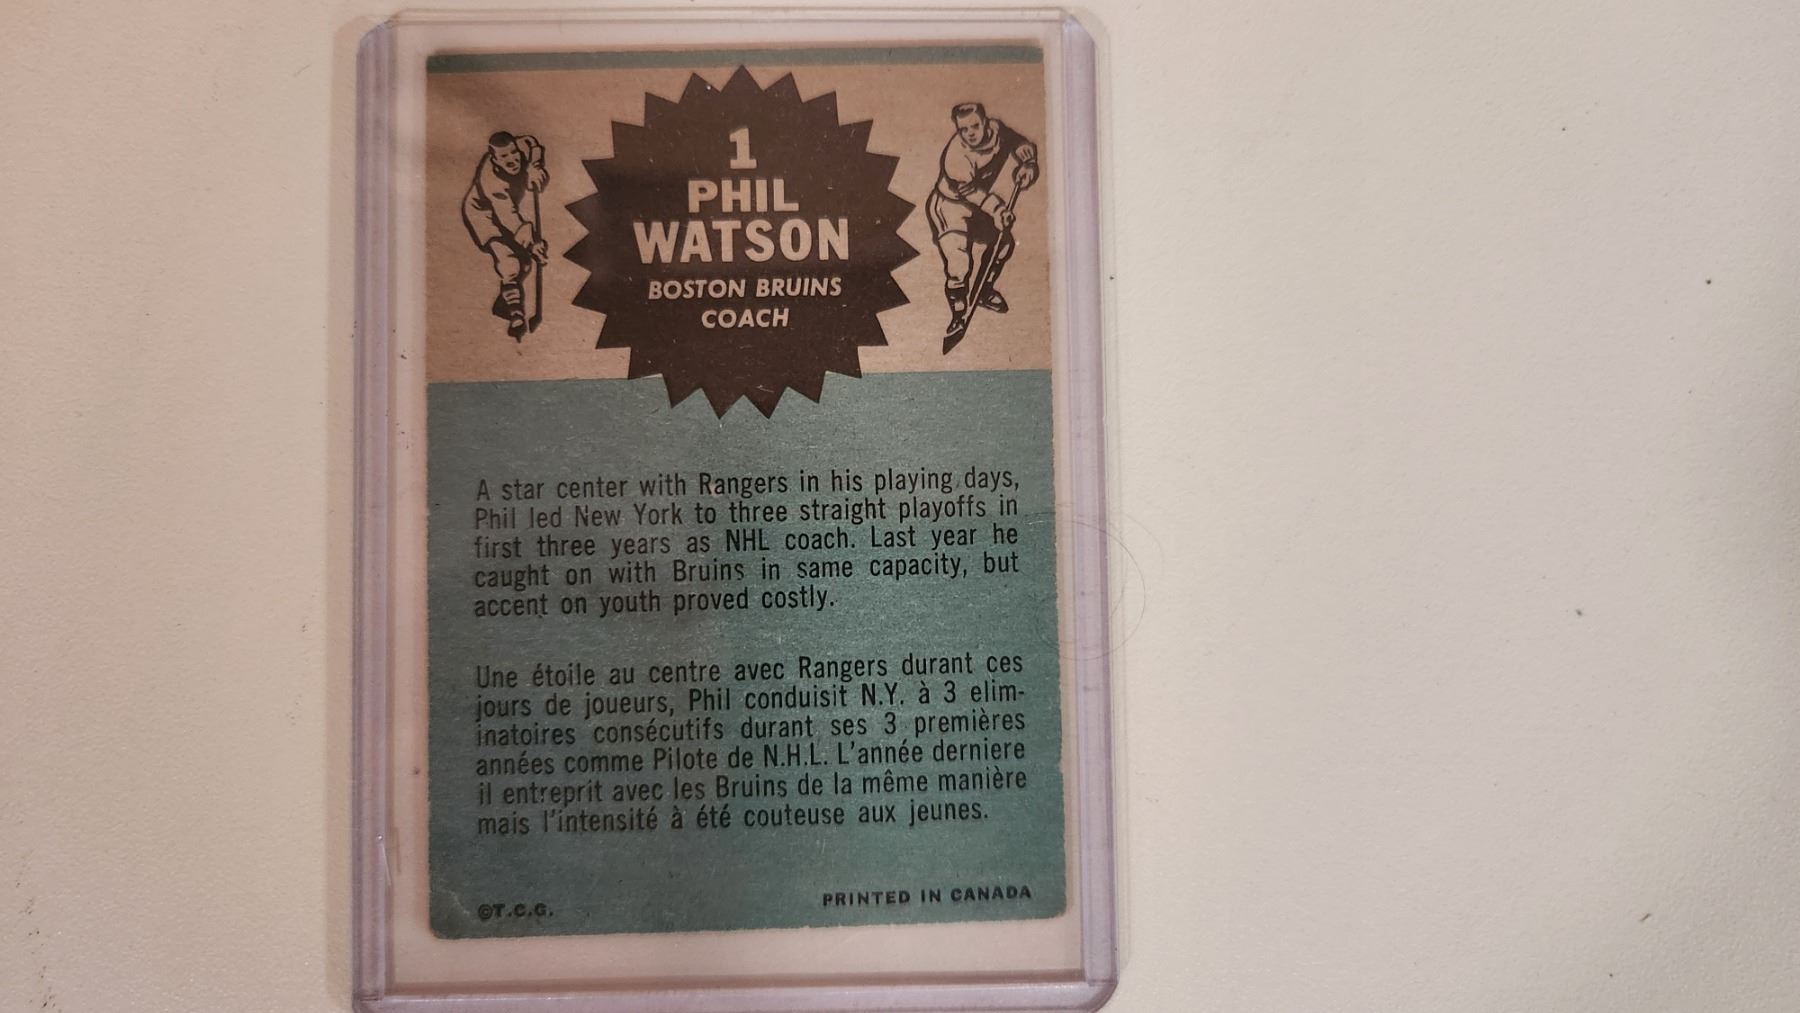 1
PHIL
WATSON
BOSTON BRUINS
COACH
A star center with Rangers in his playing days,
Phil led New York to three straight playoffs in
first three years as NHL coach. Last year he
caught on with Bruins in same capacity, but
accent on youth proved costly.
Une étoile au centre avec Rangers durant ces
jours de joueurs, Phil conduisit N.Y. à 3 elim-
inatoires consécutifs durant ses 3 premières
années comme Pilote de N.H.L. L'année derniere
il entreprit avec les Bruins de la même manière
mais l'intensité à été couteuse aux jeunes.
©T.C.G.
PRINTED IN CANADA